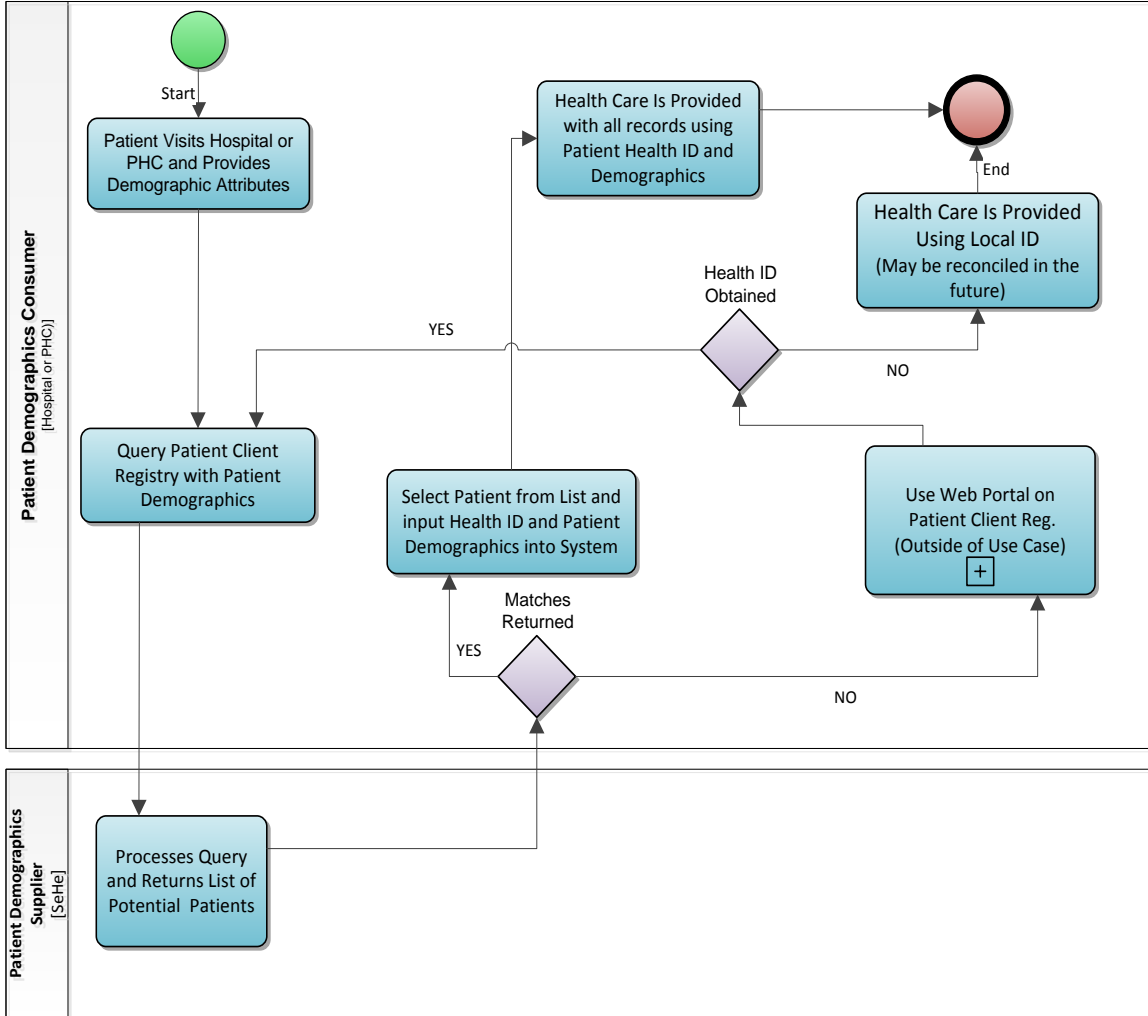 Patient Demographics Consumer
[Hospital or PHC)]
Start
Patient Visits Hospital or
PHC and Provides
Demographic Attributes
Health Care Is Provided
with all records using
Patient Health ID and
Demographics
End
Health Care Is Provided
Using Local ID
(May be reconciled in the
future)
Health ID
Obtained
YES
NO
Query Patient Client
Registry with Patient
Demographics
Select Patient from List and
input Health ID and Patient
Demographics into System
Use Web Portal on
Patient Client Reg.
(Outside of Use Case)
+
Matches
Returned
YES
NO
Patient Demographics
Supplier
[SeHe]
Processes Query
and Returns List of
Potential Patients